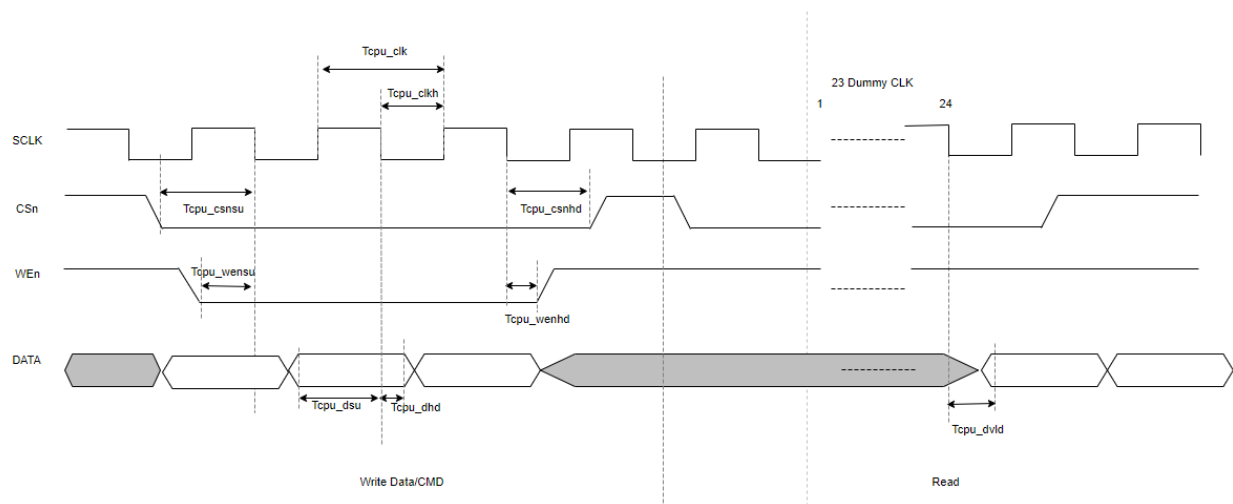 Tcpu_clk
23 Dummy CLK
Tcpu_clkh
1
24
SCLK
CSn
Tcpu_csnsu
Tcpu_csnhd
WEn
Tcpu_wensu
Tcpu_wenhd
DATA
Tcpu_dsu
Tcpu_dhd
Tcpu_dvld
Write Data/CMD
Read